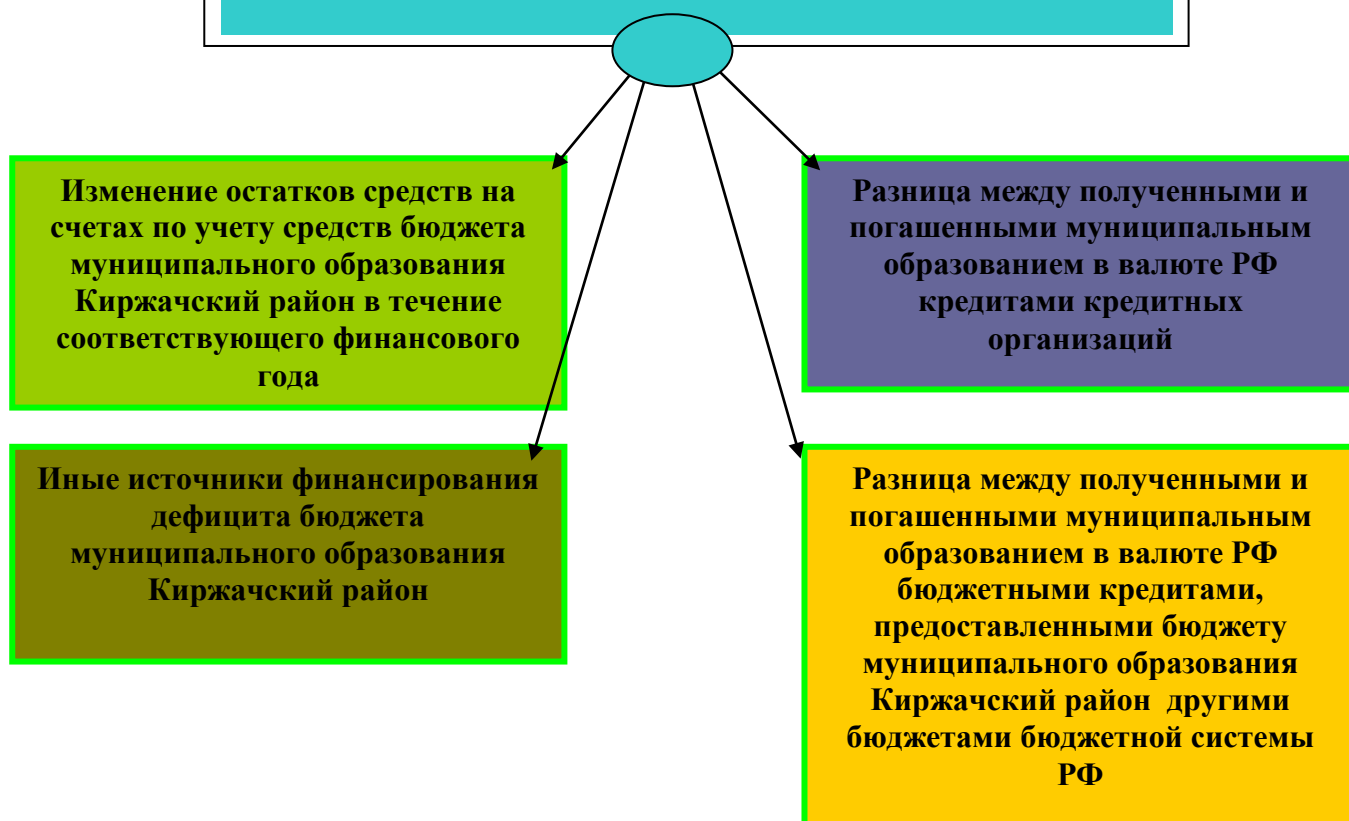 Изменение остатков средств на
счетах по учету средств бюджета
муниципального образования
Киржачский район в течение
соответствующего финансового
года
Разница между полученными и
погашенными муниципальным
образованием в валюте РФ
кредитами кредитных
организаций
Иные источники финансирования
дефицита бюджета
муниципального образования
Киржачский район
Разница между полученными и
погашенными муниципальным
образованием в валюте РФ
бюджетными кредитами,
предоставленными бюджету
муниципального образования
Киржачский район другими
бюджетами бюджетной системы
РФ